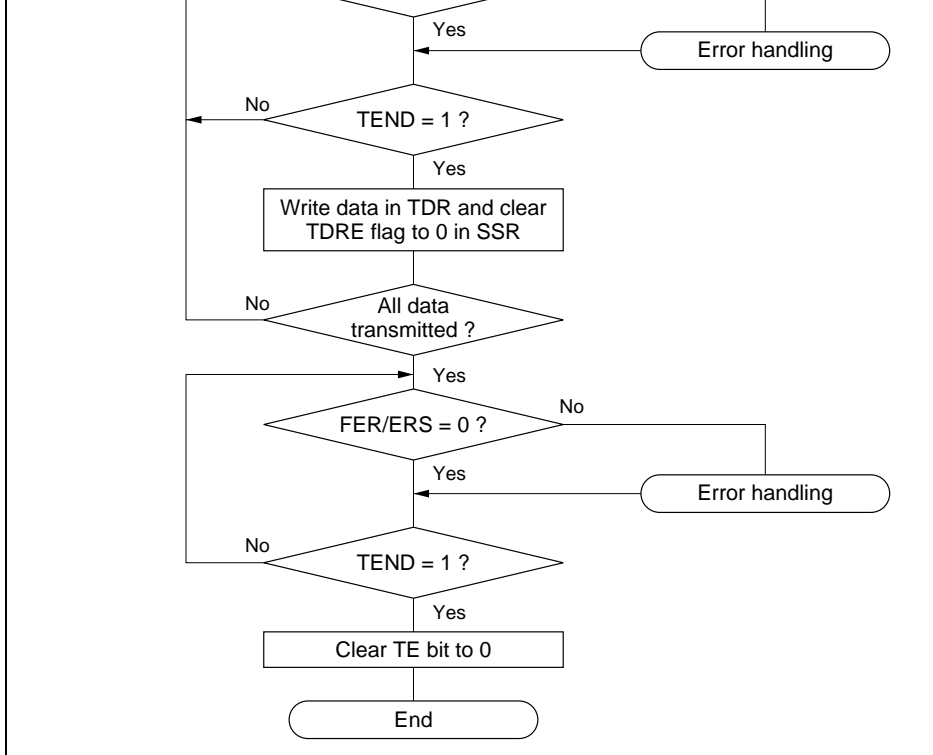 Yes
Error handling
No
TEND = 1 ?
Yes
Write data in TDR and clear
TDRE flag to 0 in SSR
No
All data
transmitted ?
Yes
No
FER/ERS = 0 ?
Yes
Error handling
No
TEND = 1 ?
Yes
Clear TE bit to 0
End